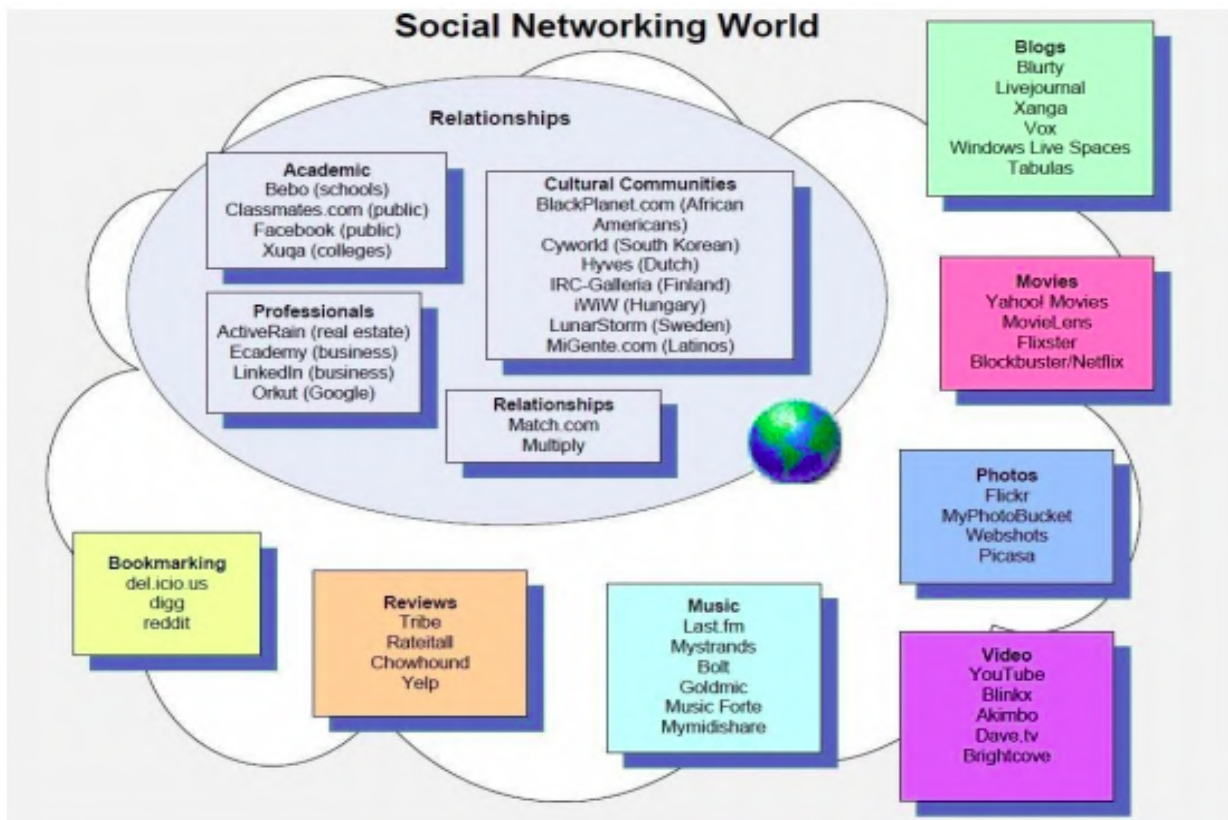 Social Networking World
Relationships
Academic
Bebo (schools)
Classmates.com (public)
Facebook (public)
Xuqa (colleges)
Cultural Communities
BlackPlanet.com (African
Americans)
Cyworld (South Korean)
Hyves (Dutch)
IRC-Galleria (Finland)
iWiW (Hungary)
LunarStorm (Sweden)
MiGente.com (Latinos)
Professionals
ActiveRain (real estate)
Ecademy (business)
LinkedIn (business)
Orkut (Google)
Relationships
Match.com
Multiply
Blogs
Blurty
Livejournal
Xanga
Vox
Windows Live Spaces
Tabulas
Movies
Yahoo! Movies
MovieLens
Flixster
Blockbuster/Netflix
Photos
Flickr
MyPhotoBucket
Webshots
Picasa
Bookmarking
del.icio.us
digg
reddit
Reviews
Tribe
Rateitall
Chowhound
Yelp
Music
Last.fm
Mystrands
Bolt
Goldmic
Music Forte
Mymidishare
Video
YouTube
Blinkx
Akimbo
Dave.tv
Brightcove